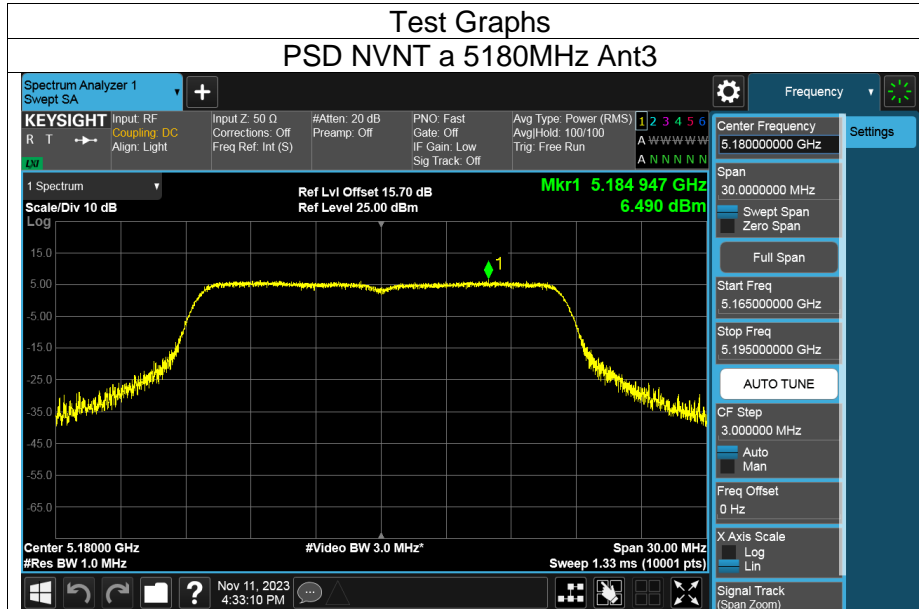 Test Graphs
PSD NVNT a 5180MHz Ant3
Spectrum Analyzer 1
Swept SA
+
Frequency
KEYSIGHT
R T
LXI
Input: RF
Coupling: DC
Align: Light
Input Z: 50 Ω
Corrections: Off
Freq Ref: Int (S)
#Atten: 20 dB
Preamp: Off
PNO: Fast
Gate: Off
IF Gain: Low
Sig Track: Off
Avg Type: Power (RMS)
Avg|Hold: 100/100
Trig: Free Run
1 2 3 4 5 6
A W W W W W
A N N N N N
1 Spectrum
Scale/Div 10 dB
Log
Ref Lvl Offset 15.70 dB
Ref Level 25.00 dBm
Mkr1 5.184 947 GHz
6.490 dBm
15.0
5.00
-5.00
-15.0
-25.0
-35.0
-45.0
-55.0
-65.0
1
Center 5.18000 GHz
#Res BW 1.0 MHz
#Video BW 3.0 MHz*
Span 30.00 MHz
Sweep 1.33 ms (10001 pts)
Center Frequency
5.180000000 GHz
Settings
Span
30.0000000 MHz
Swept Span
Zero Span
Full Span
Start Freq
5.165000000 GHz
Stop Freq
5.195000000 GHz
AUTO TUNE
CF Step
3.000000 MHz
Auto
Man
Freq Offset
0 Hz
X Axis Scale
Log
Lin
Signal Track
(Span Zoom)
?
Nov 11, 2023
4:33:10 PM